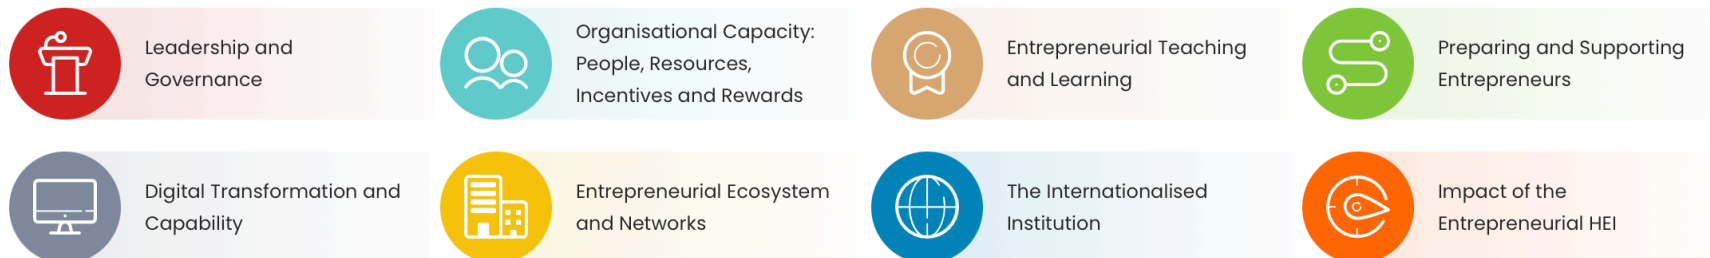 Leadership and
Governance
Organisational Capacity:
People, Resources,
Incentives and Rewards
Entrepreneurial Teaching
and Learning
Preparing and Supporting
Entrepreneurs
Digital Transformation and
Capability
Entrepreneurial Ecosystem
and Networks
The Internationalised
Institution
Impact of the
Entrepreneurial HEI